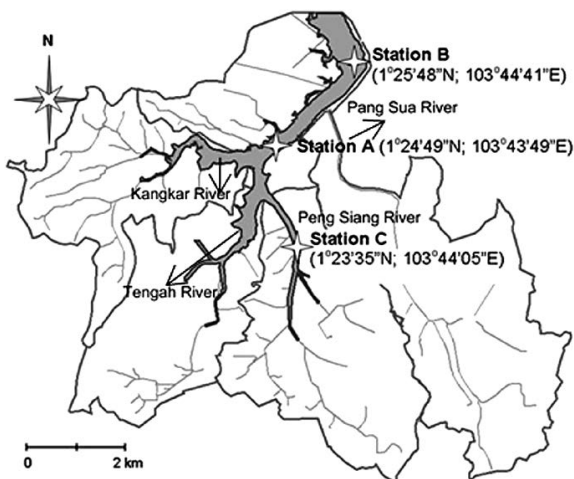 N
Station B
(1°25'48"N; 103°44'41"E)
Pang Sua River
Station A (1°24'49"N; 103°43'49"E)
Kangkar River
Peng Siang River
Station C
(1°23'35"N; 103°44'05"E)
Tengah River
0 2 km